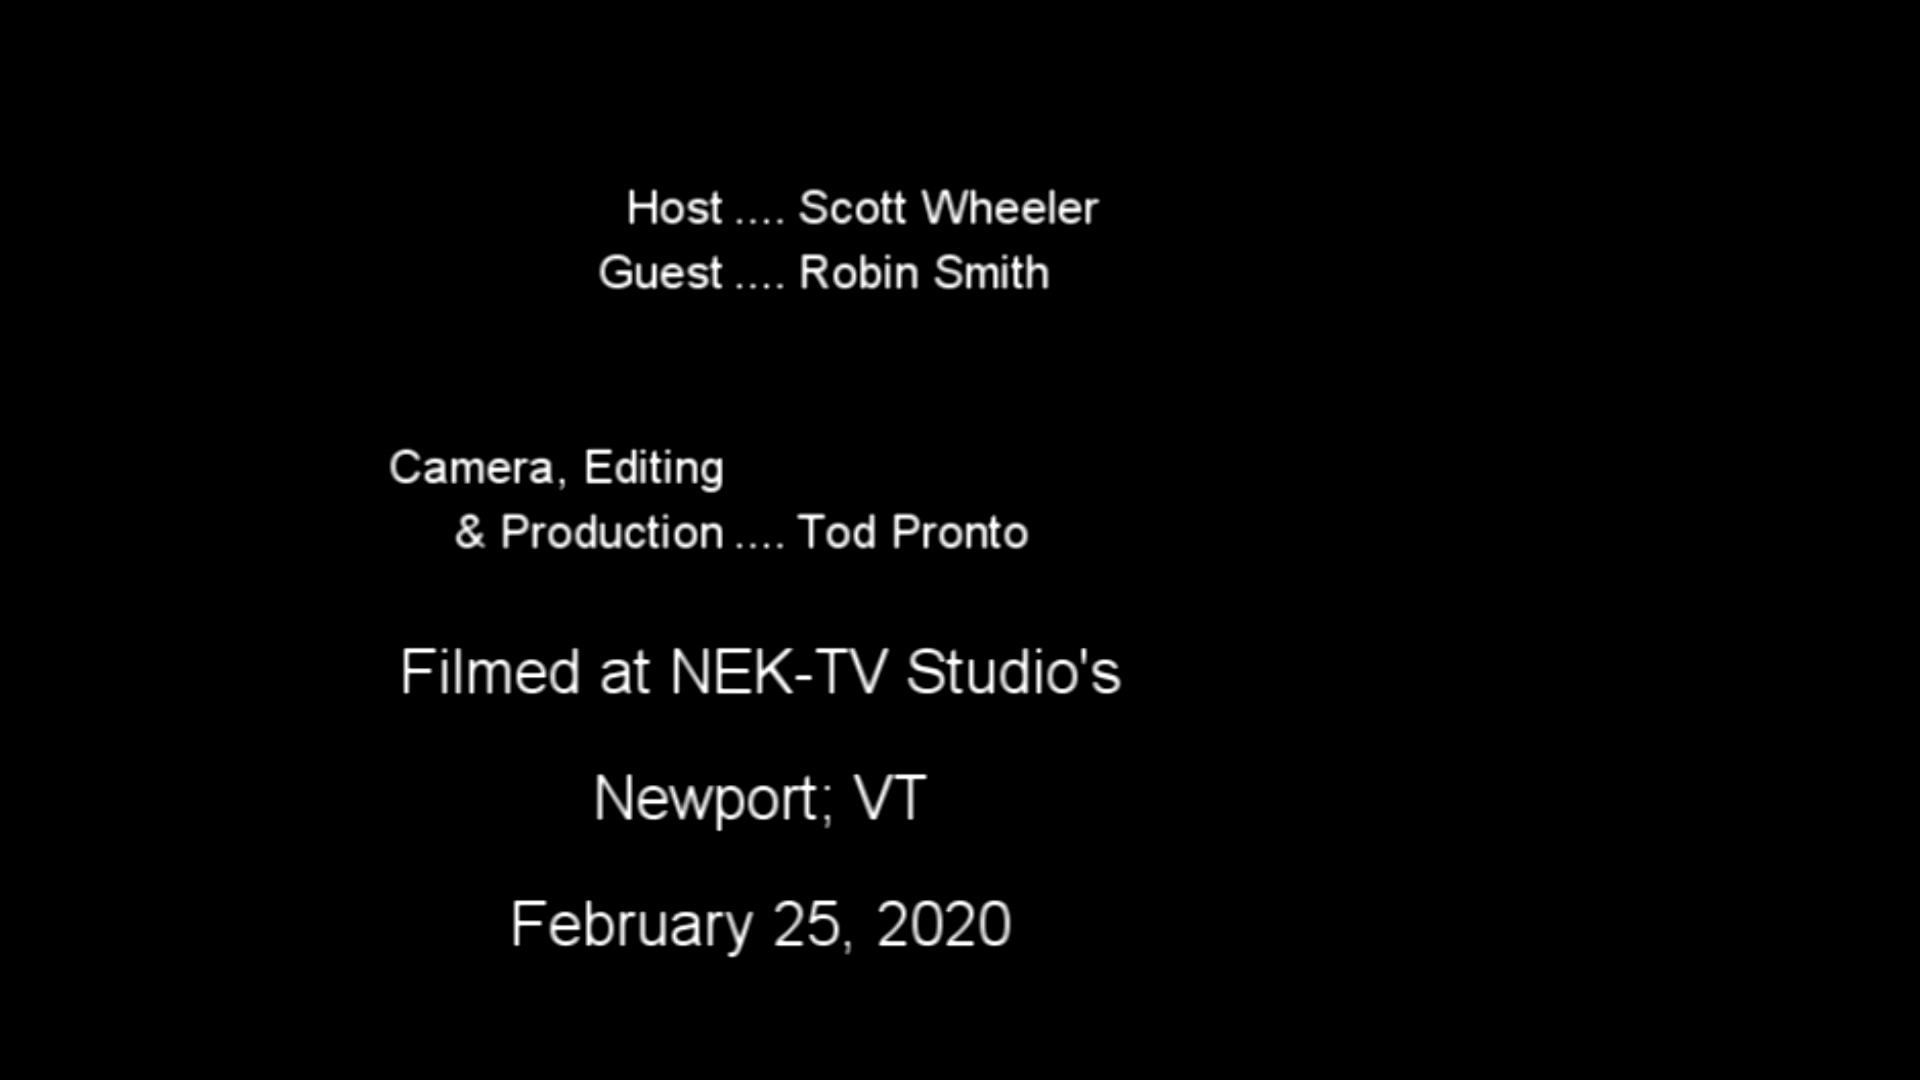 Host .... Scott Wheeler
Guest .... Robin Smith
Camera, Editing
& Production .... Tod Pronto
Filmed at NEK-TV Studio's
Newport; VT
February 25, 2020